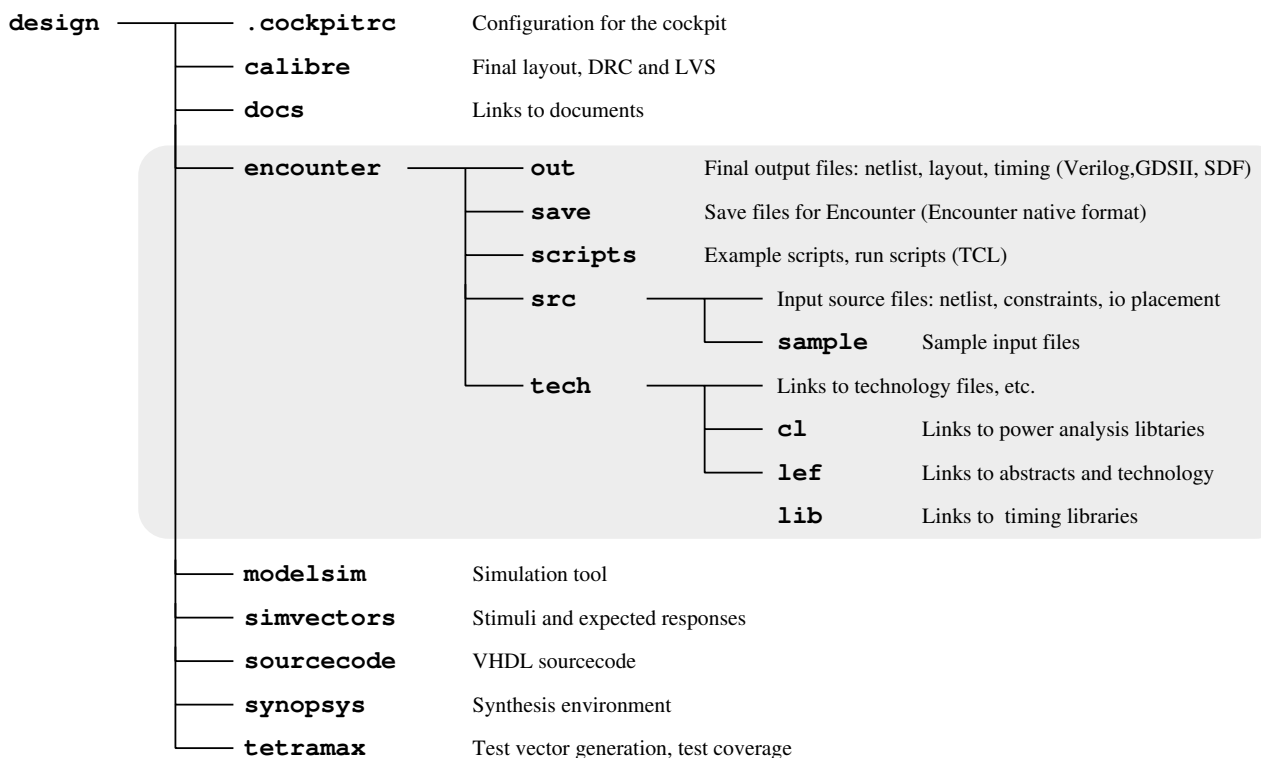 design .cockpitrc Configuration for the cockpit
calibre Final layout, DRC and LVS
docs Links to documents
encounter out Final output files: netlist, layout, timing (Verilog,GDSII, SDF)
save Save files for Encounter (Encounter native format)
scripts Example scripts, run scripts (TCL)
src Input source files: netlist, constraints, io placement
sample Sample input files
tech Links to technology files, etc.
cl Links to power analysis libtaries
lef Links to abstracts and technology
lib Links to timing libraries
modelsim Simulation tool
simvectors Stimuli and expected responses
sourcecode VHDL sourcecode
synopsys Synthesis environment
tetramax Test vector generation, test coverage